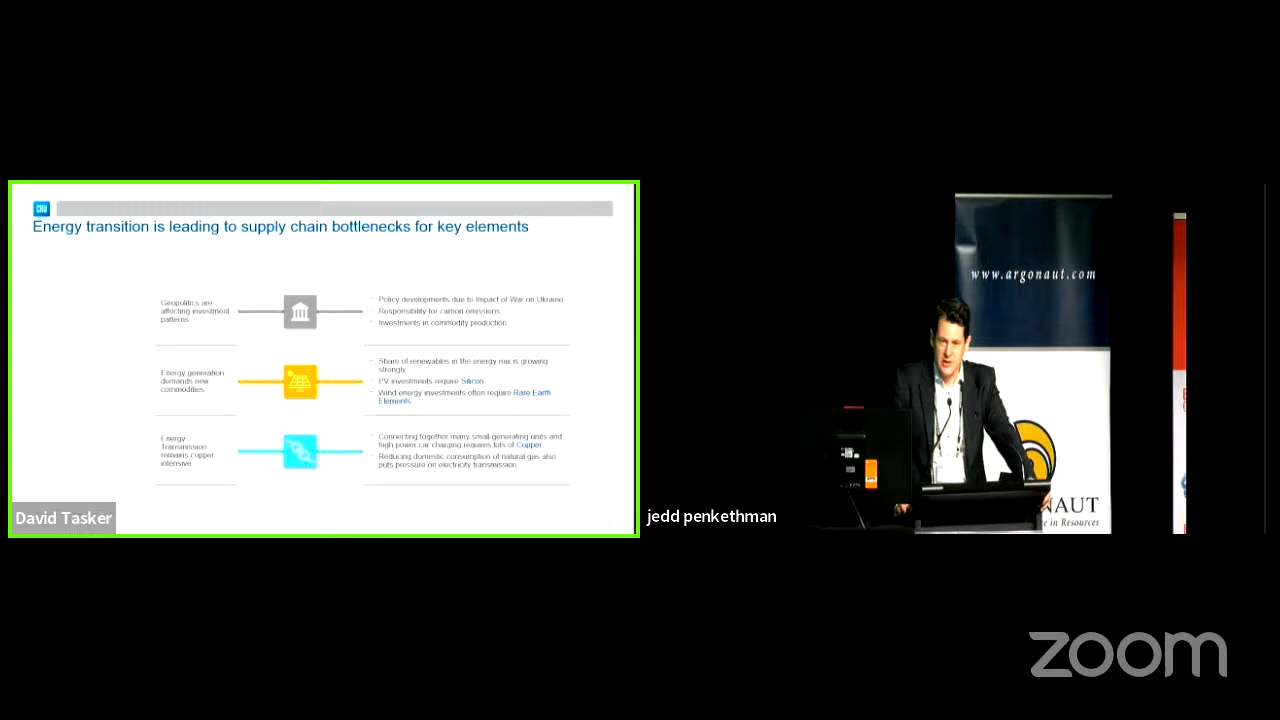 CRU
Energy transition is leading to supply chain bottlenecks for key elements
Geopolitics are
affecting investment
patterns
- Policy developments due to Impact of War on Ukraine
- Responsibility for carbon emissions
- Investments in commodity production
Energy generation
demands new
commodities
- Share of renewables in the energy mix is growing
strongly
- PV investments require Silicon
- Wind energy investments often require Rare Earth
Elements
Energy
Transmission
remains copper
intensive
- Connecting together many small generating units and
high power car charging requires lots of Copper
- Reducing domestic consumption of natural gas also
puts pressure on electricity transmission
David Tasker
www.argonaut.com
NAUT
in Resources
jedd penkethman
zoom